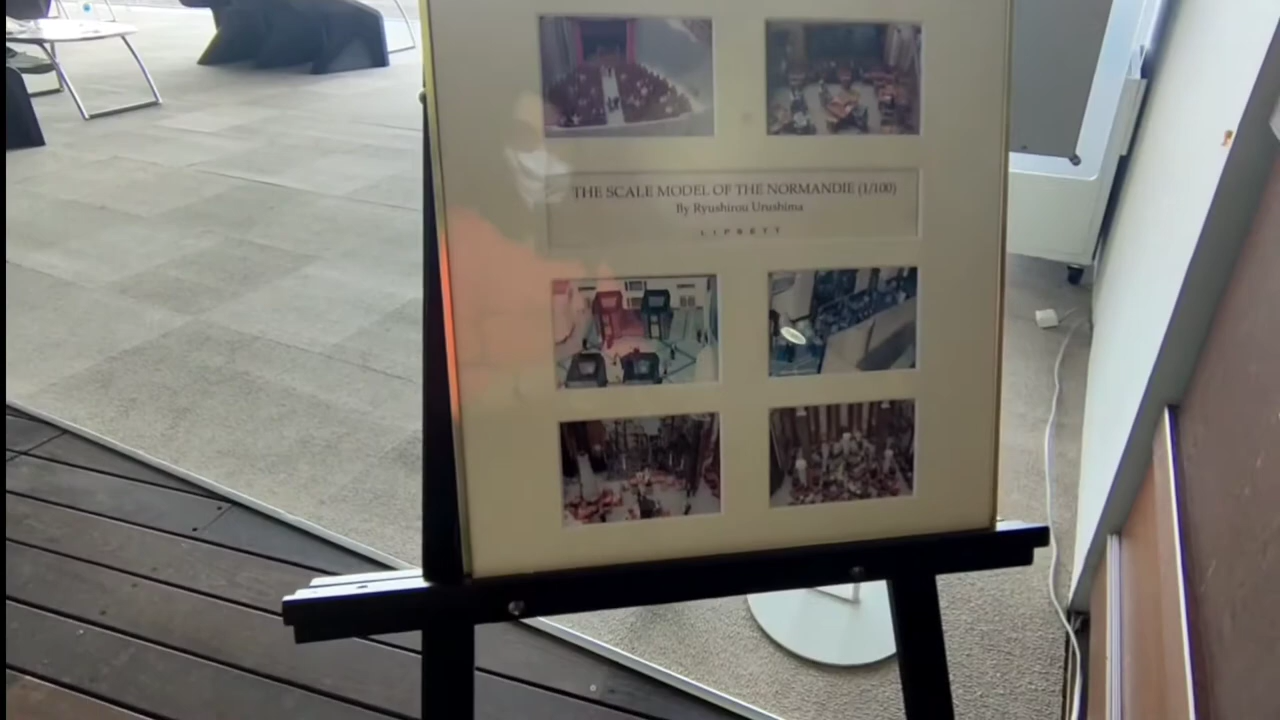 THE SCALE MODEL OF THE NORMANDIE (1/100)
By Ryushirou Urushima